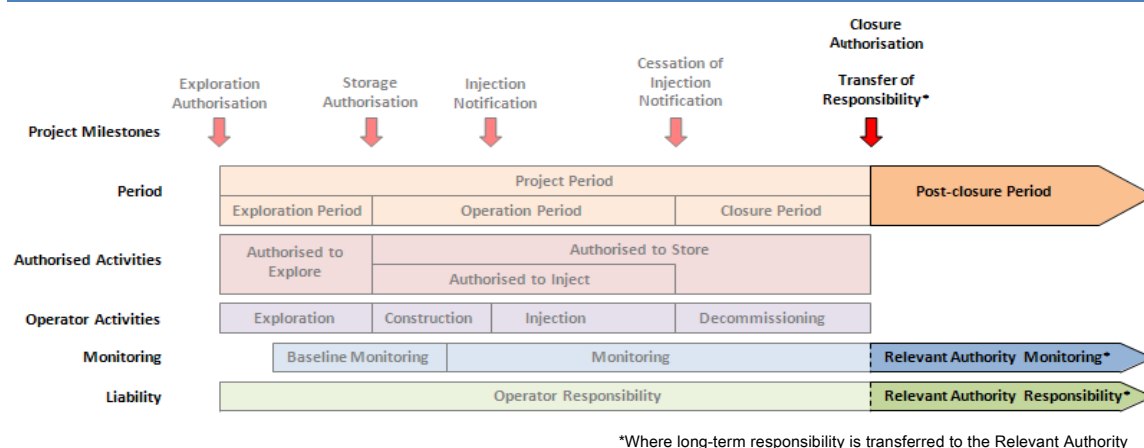 Closure
Authorisation
Exploration
Authorisation
Storage
Authorisation
Injection
Notification
Cessation of
Injection
Notification
Transfer of
Responsibility*
Project Milestones
Period
Project Period
Post-closure Period
Exploration Period
Operation Period
Closure Period
Authorised Activities
Authorised to
Explore
Authorised to Store
Authorised to Inject
Operator Activities
Exploration
Construction
Injection
Decommissioning
Monitoring
Baseline Monitoring
Monitoring
Relevant Authority Monitoring*
Liability
Operator Responsibility
Relevant Authority Responsibility*
*Where long-term responsibility is transferred to the Relevant Authority